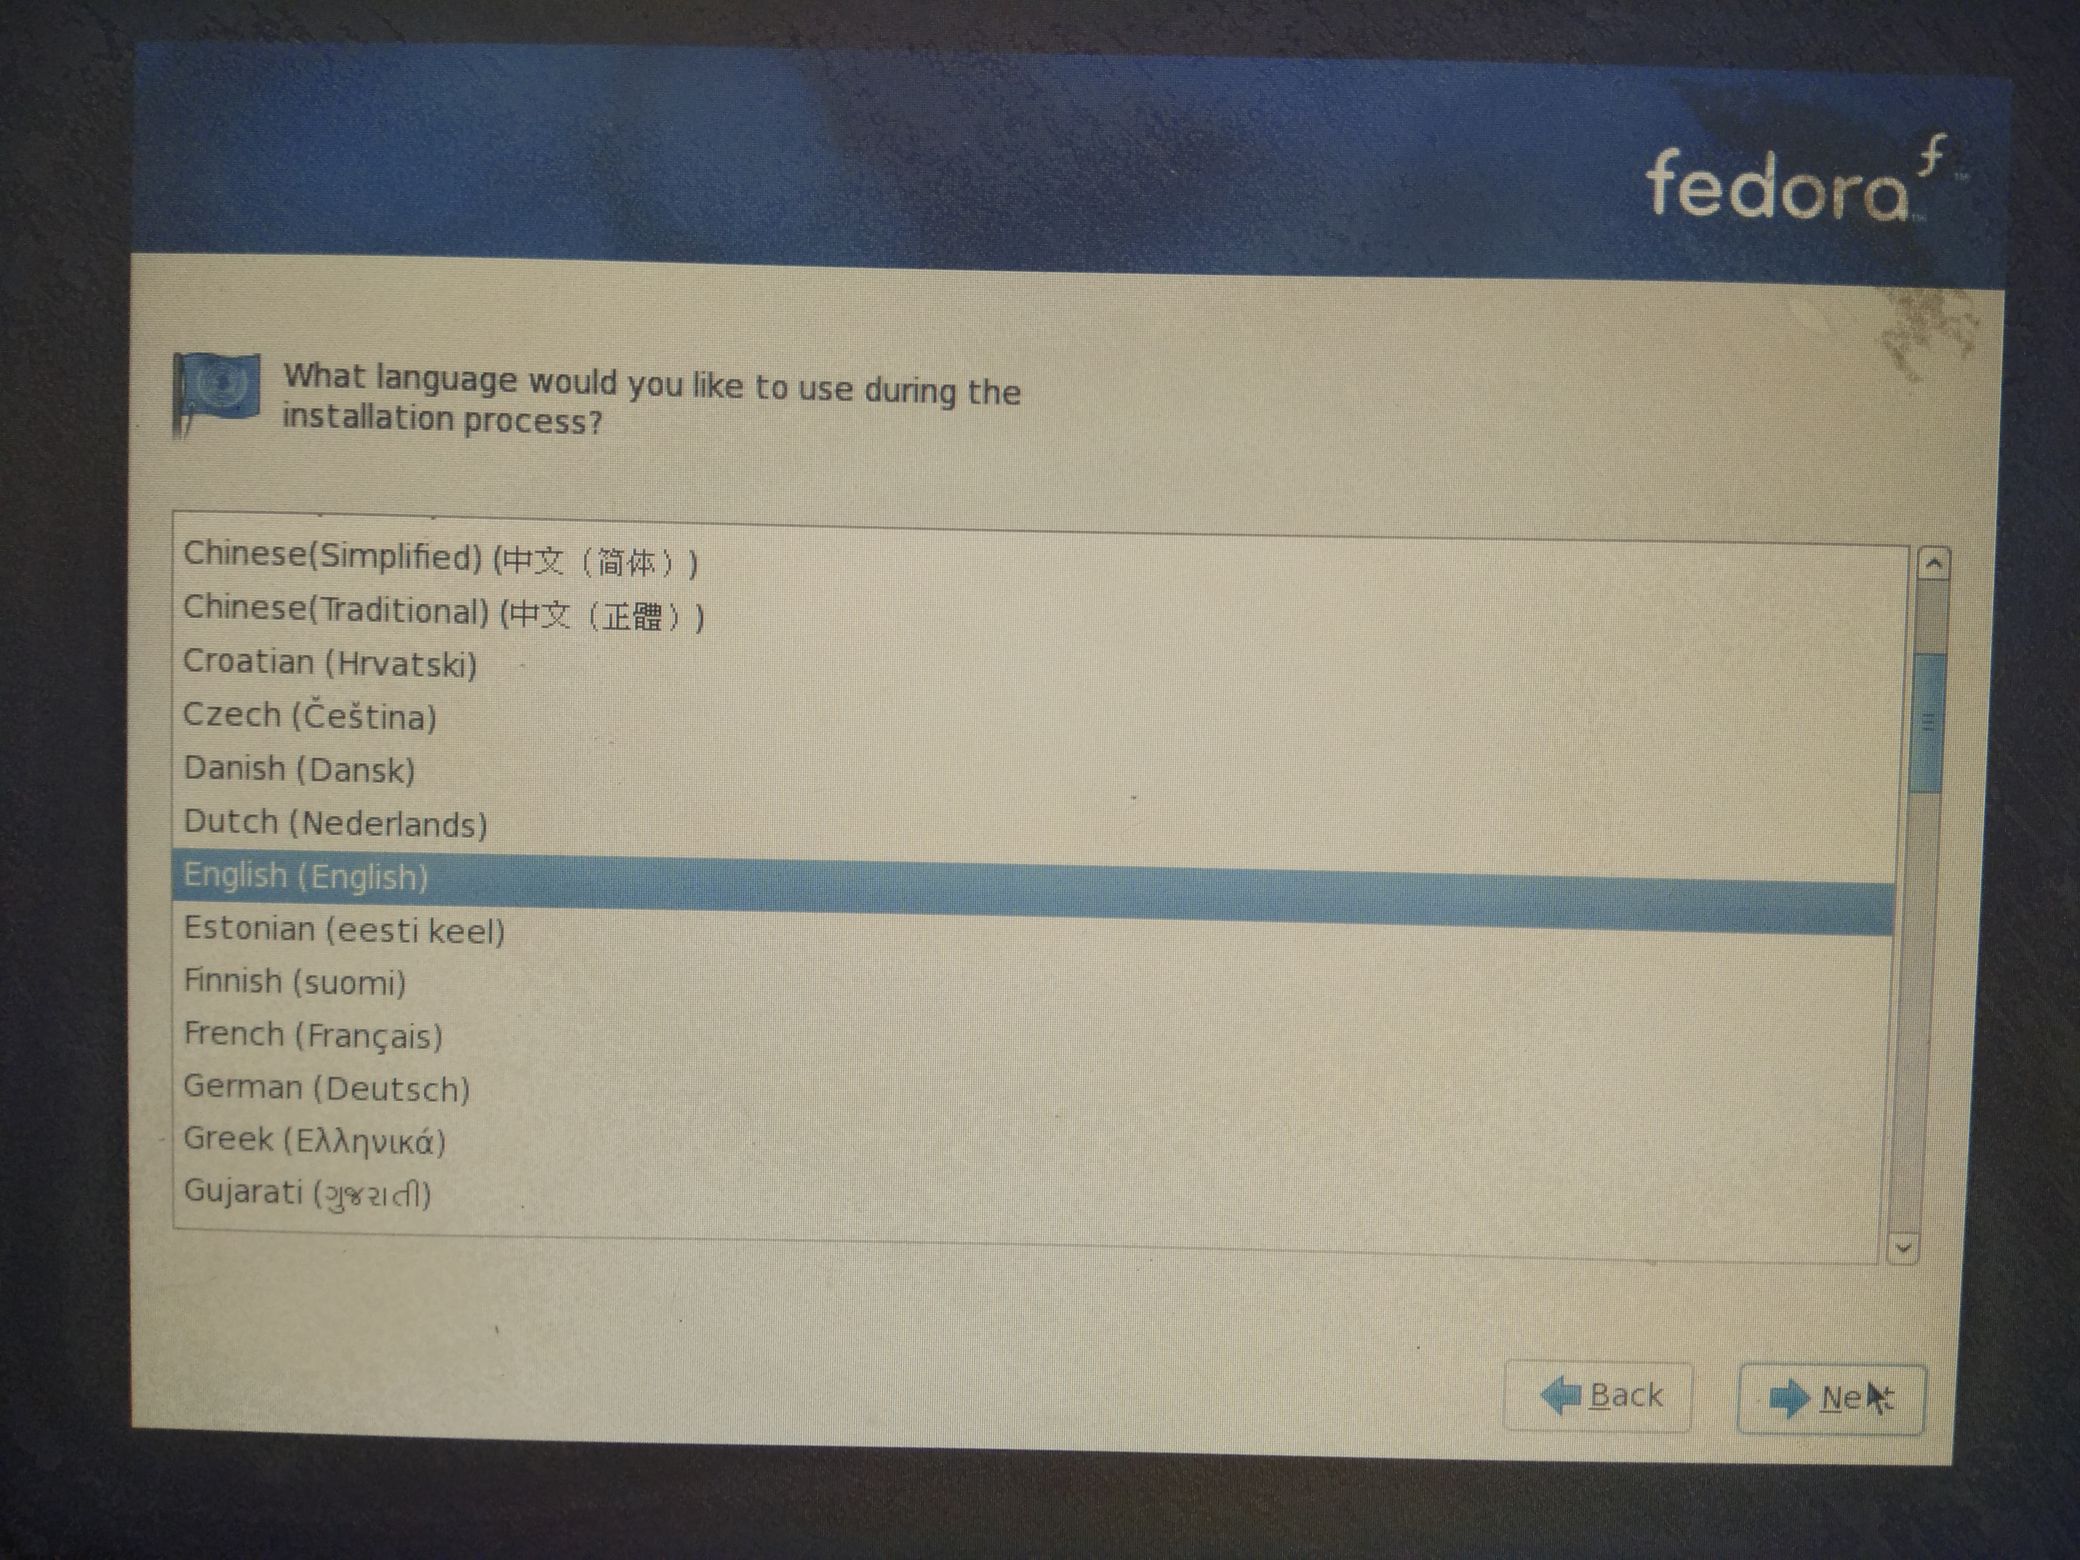 fedora
What language would you like to use during the
installation process?
Chinese(Simplified) (中文（简体）)
Chinese(Traditional) (中文（正體）)
Croatian (Hrvatski)
Czech (Čeština)
Danish (Dansk)
Dutch (Nederlands)
English (English)
Estonian (eesti keel)
Finnish (suomi)
French (Français)
German (Deutsch)
Greek (Ελληνικά)
Gujarati (ગુજરાતી)
Back
Next